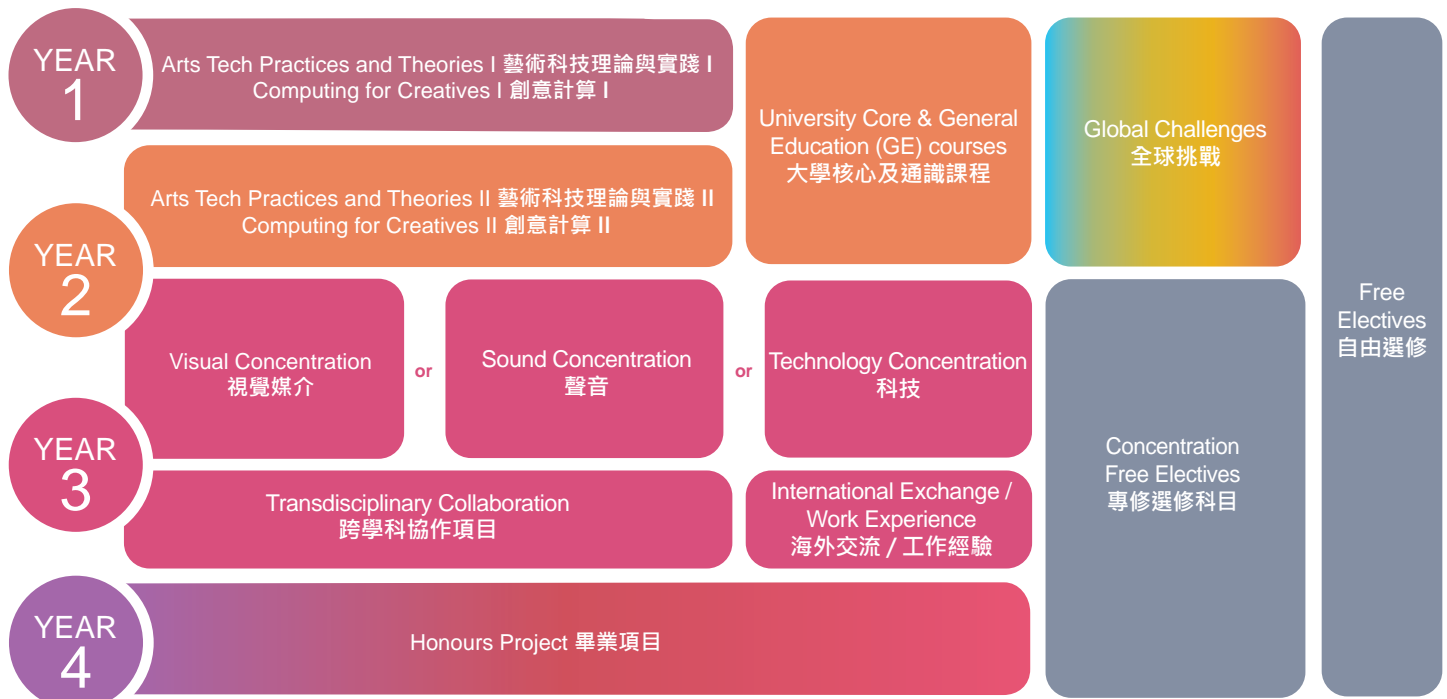 YEAR
1
Arts Tech Practices and Theories I 藝術科技理論與實踐 I
Computing for Creatives I 創意計算 I
University Core & General
Education (GE) courses
大學核心及通識課程
Global Challenges
全球挑戰
Free
Electives
自由選修
YEAR
2
Arts Tech Practices and Theories II 藝術科技理論與實踐 II
Computing for Creatives II 創意計算 II
Visual Concentration
視覺媒介
or
Sound Concentration
聲音
or
Technology Concentration
科技
Concentration
Free Electives
專修選修科目
YEAR
3
Transdisciplinary Collaboration
跨學科協作項目
International Exchange /
Work Experience
海外交流 / 工作經驗
YEAR
4
Honours Project 畢業項目